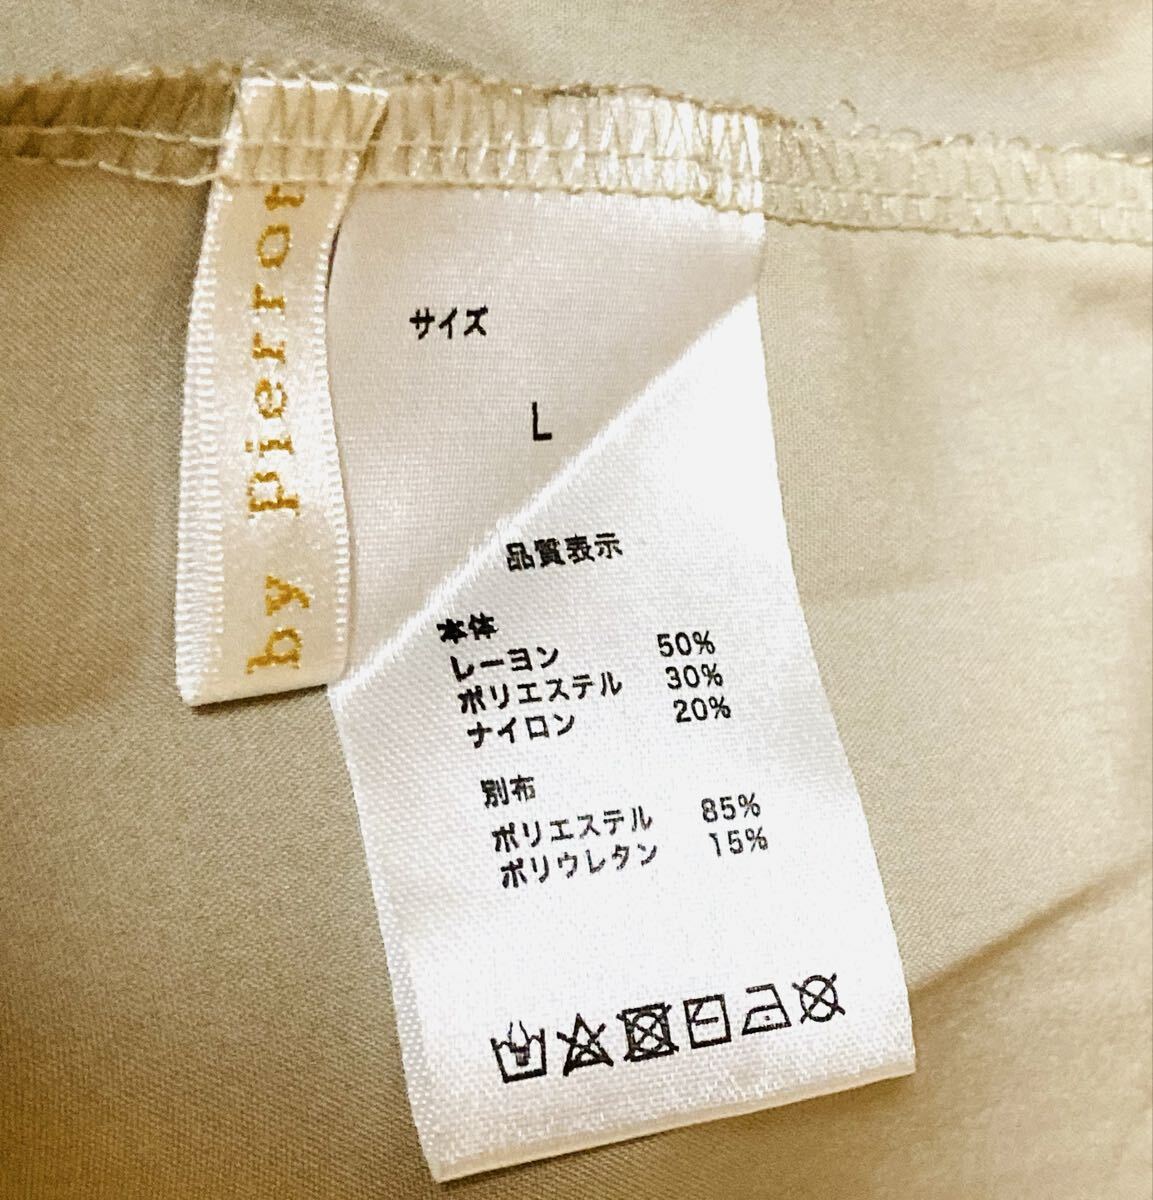 by pierrot
サイズ
L
品質表示
本体
レーヨン 50%
ポリエステル 30%
ナイロン 20%
別布
ポリエステル 85%
ポリウレタン 15%